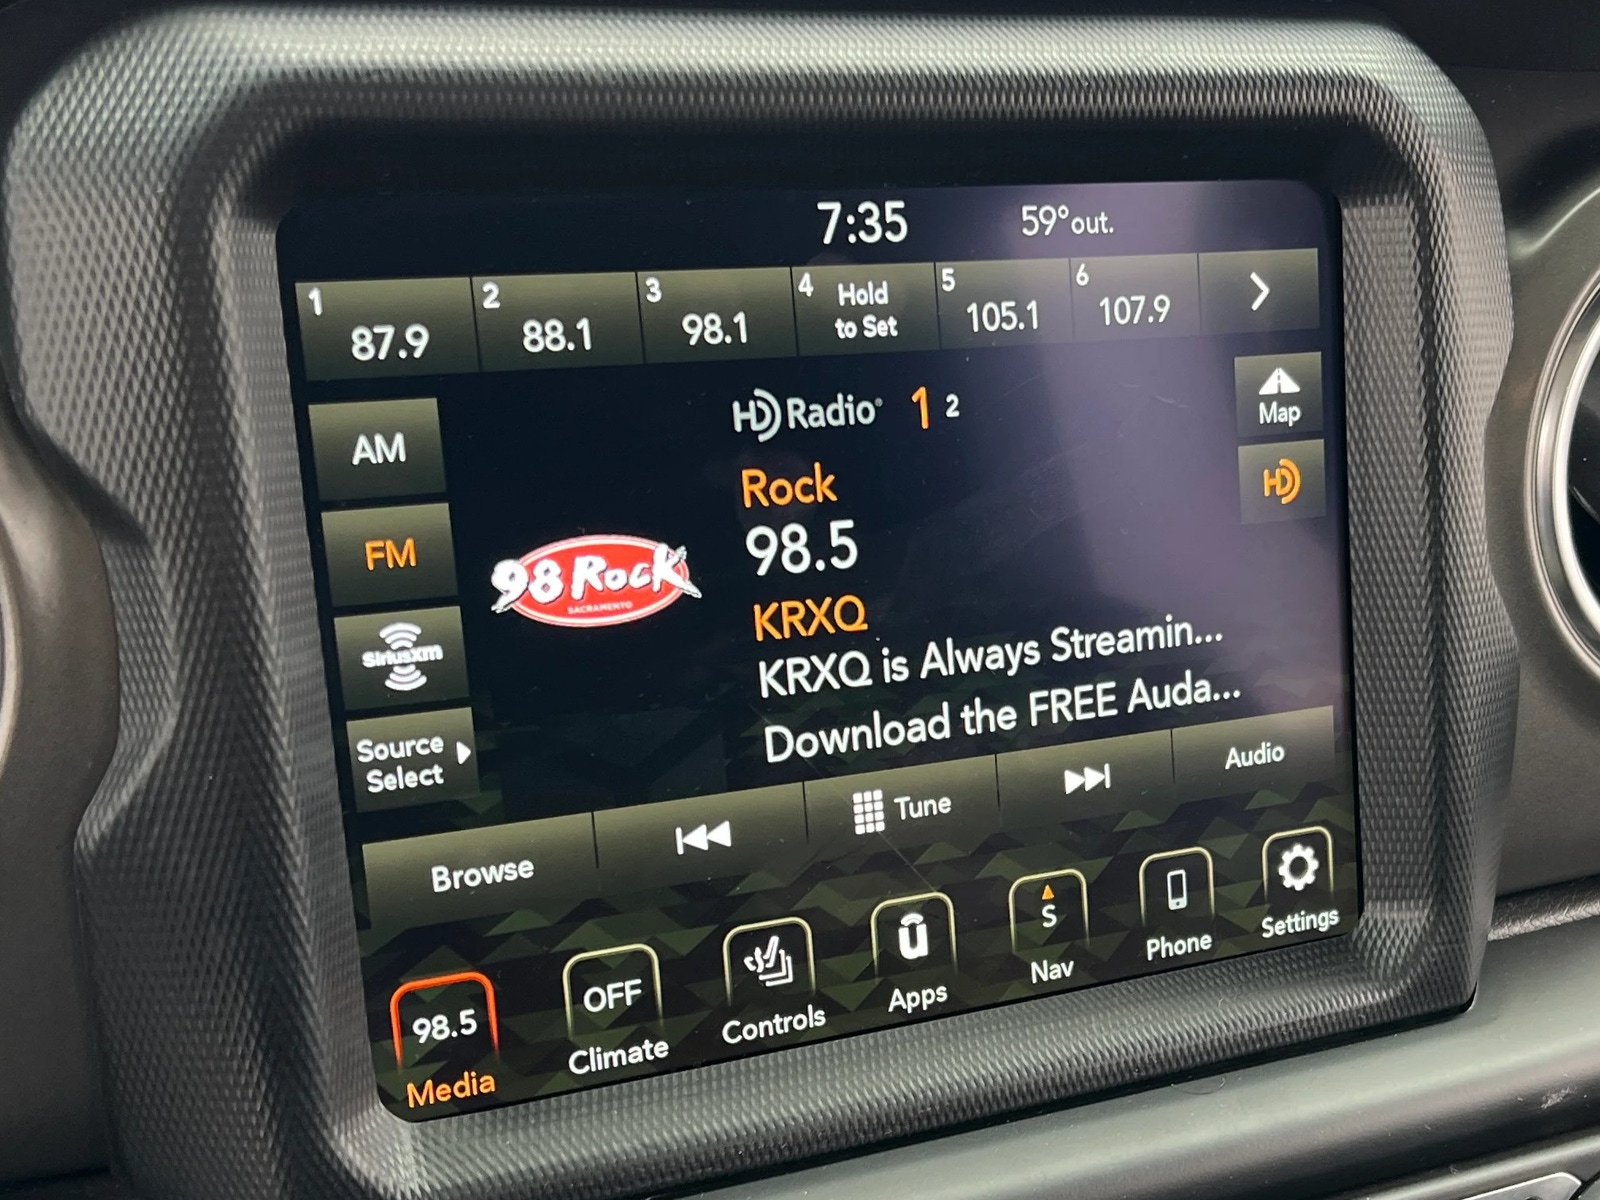 7:35 59° out.
1 87.9
2 88.1
3 98.1
4 Hold
to Set
5 105.1
6 107.9
AM
FM
SiriusXM
Source
Select
HD Radio® 1 2
Rock
98.5
KRXQ
KRXQ is Always Streamin...
Download the FREE Auda...
98 ROCK
SACRAMENTO
Map
HD
Browse
Tune
Audio
98.5
Media
OFF
Climate
Controls
u
Apps
S
Nav
Phone
Settings